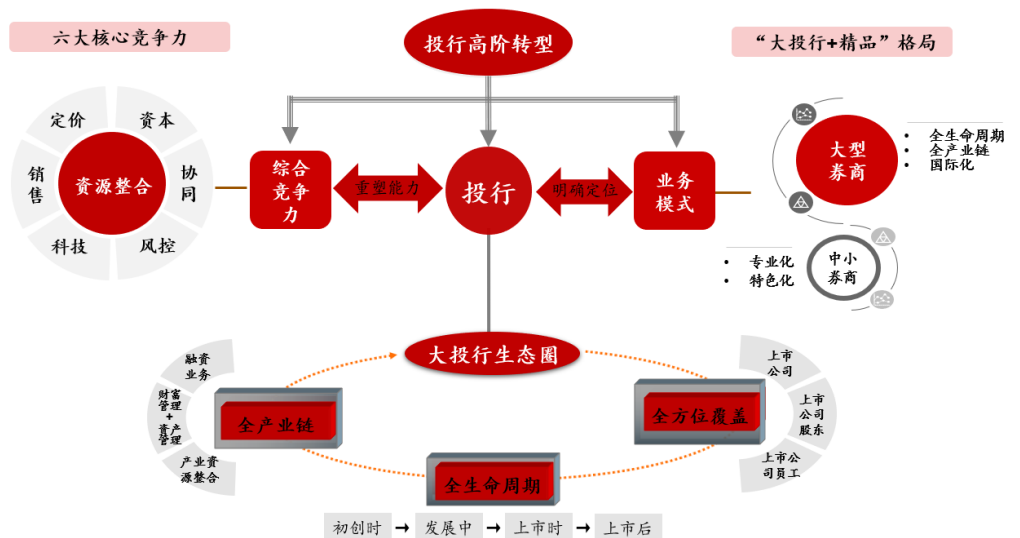 六大核心竞争力
投行高阶转型
“大投行+精品”格局
定价
资本
销售
资源整合
协同
科技
风控
综合
竞争
力
重塑能力
投行
明确定位
业务
模式
大型
券商
• 全生命周期
• 全产业链
• 国际化
• 专业化
• 特色化
中小
券商
大投行生态圈
融资
业务
财富
管理
+
资产
管理
产业资
源整合
全产业链
全方位覆盖
上市
公司
上市
公司
股东
上市公
司员工
全生命周期
初创时
发展中
上市时
上市后